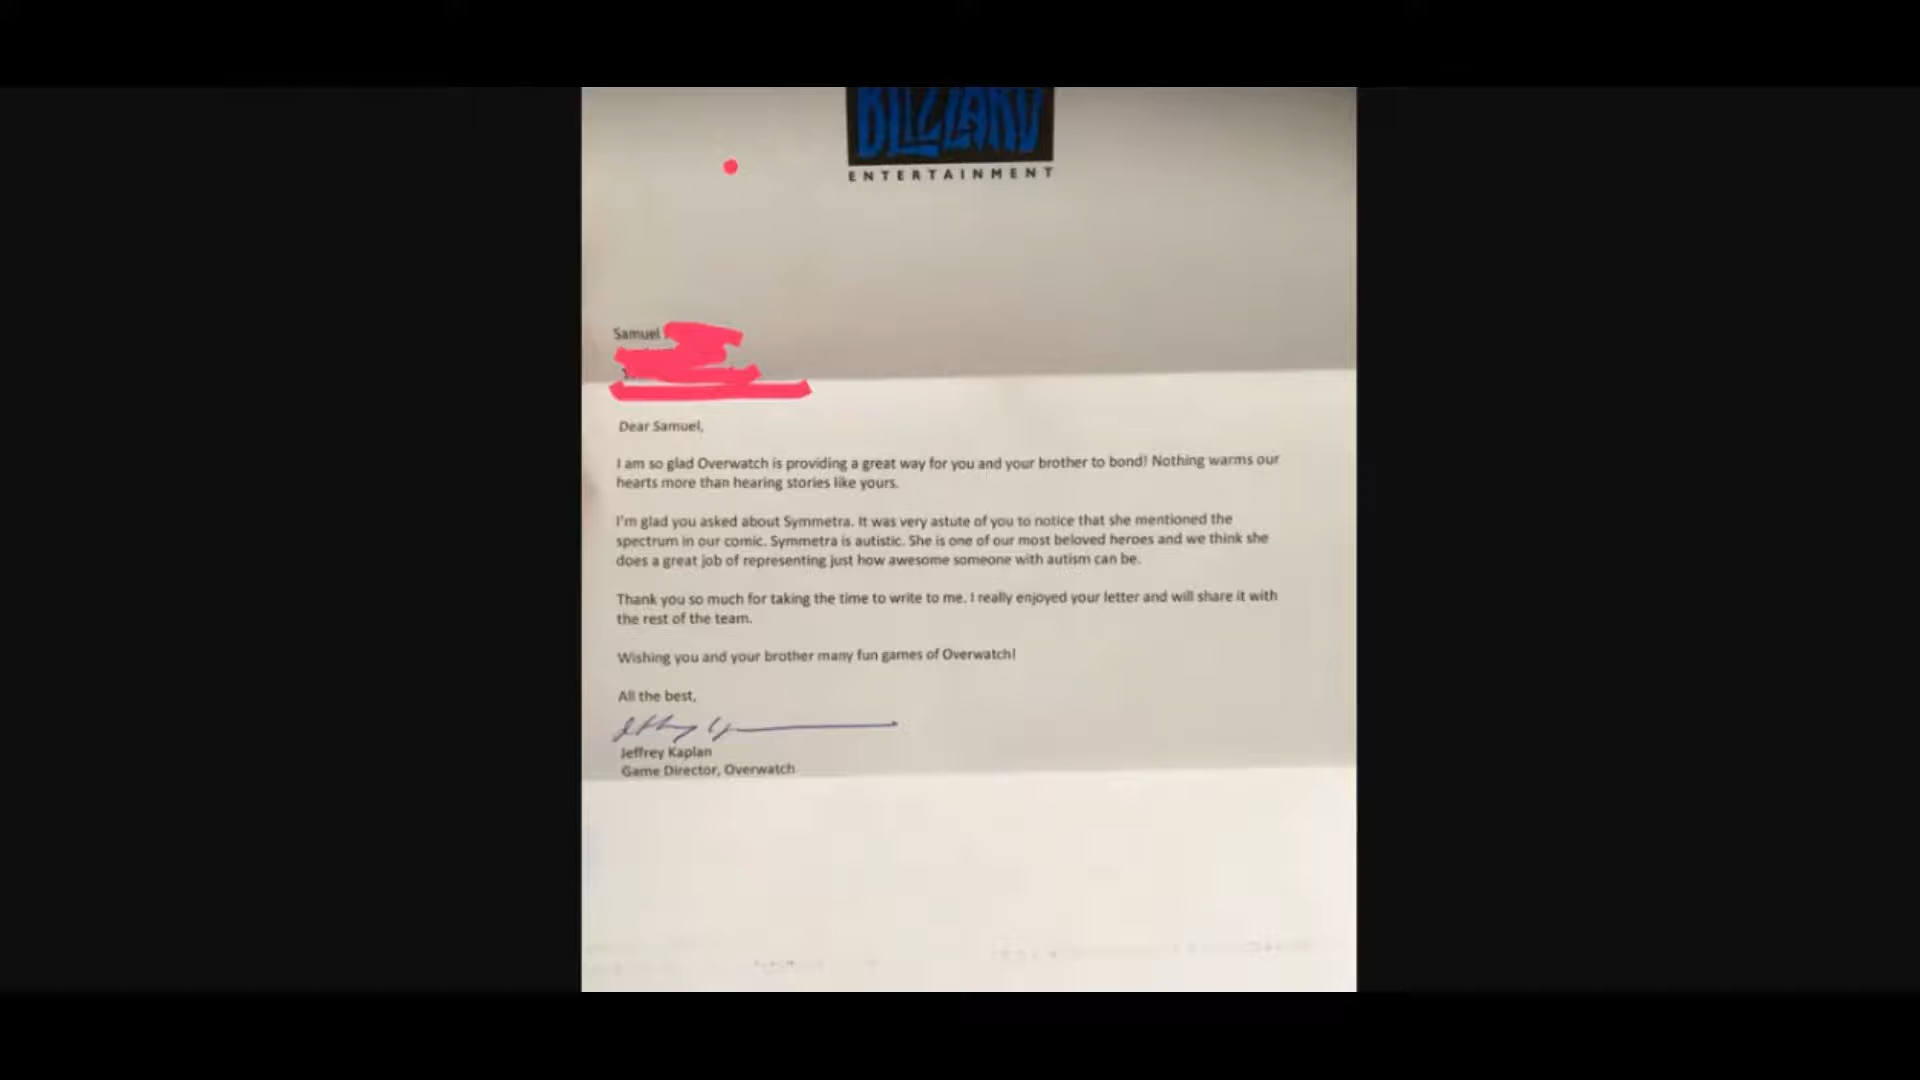 BLIZZARD
ENTERTAINMENT
Samuel
Dear Samuel,
I am so glad Overwatch is providing a great way for you and your brother to bond! Nothing warms our
hearts more than hearing stories like yours.
I'm glad you asked about Symmetra. It was very astute of you to notice that she mentioned the
spectrum in our comic. Symmetra is autistic. She is one of our most beloved heroes and we think she
does a great job of representing just how awesome someone with autism can be.
Thank you so much for taking the time to write to me. I really enjoyed your letter and will share it with
the rest of the team.
Wishing you and your brother many fun games of Overwatch!
All the best,
Jeffrey Kaplan
Game Director, Overwatch